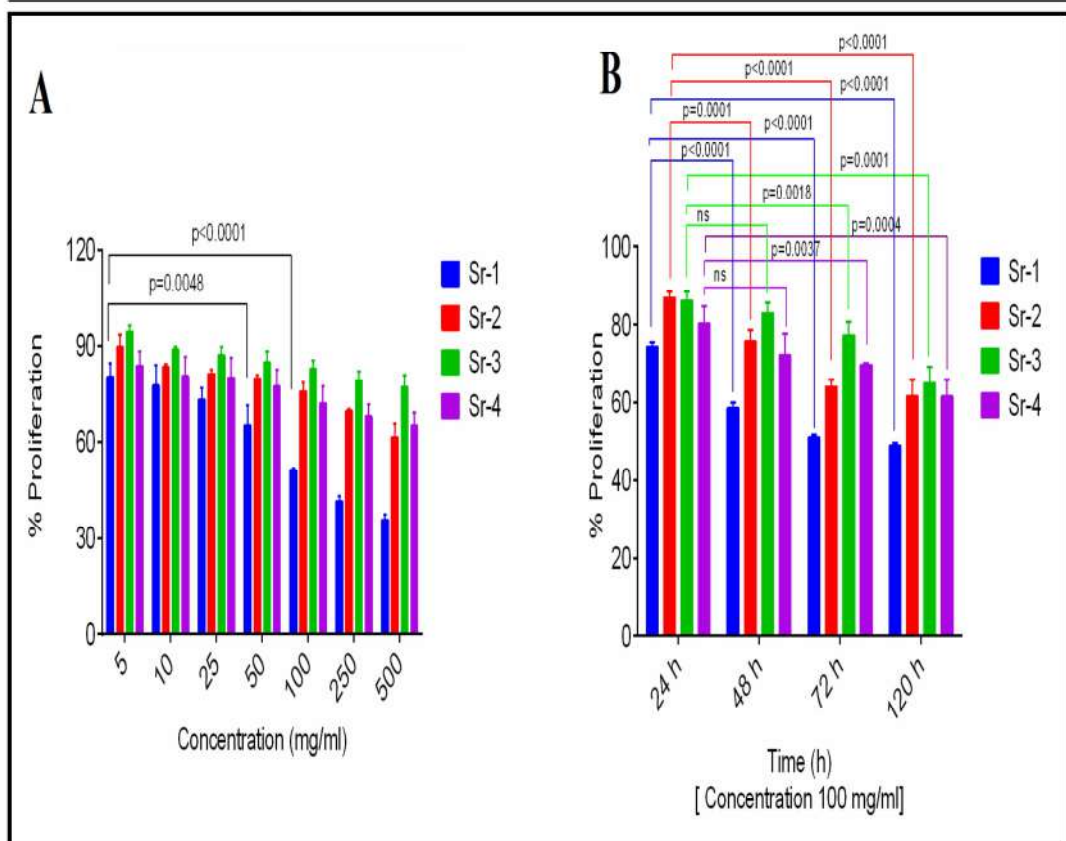 A
p<0.0001
p=0.0048
120
90
60
30
0
% Proliferation
5
10
25
50
100
250
500
Concentration (mg/ml)
Sr-1
Sr-2
Sr-3
Sr-4
B
p<0.0001
p<0.0001
p<0.0001
p=0.0001
p<0.0001
p<0.0001
p=0.0001
p=0.0018
ns
p=0.0004
p=0.0037
ns
100
80
60
40
20
0
% Proliferation
24 h
48 h
72 h
120 h
Time (h)
[ Concentration 100 mg/ml]
Sr-1
Sr-2
Sr-3
Sr-4